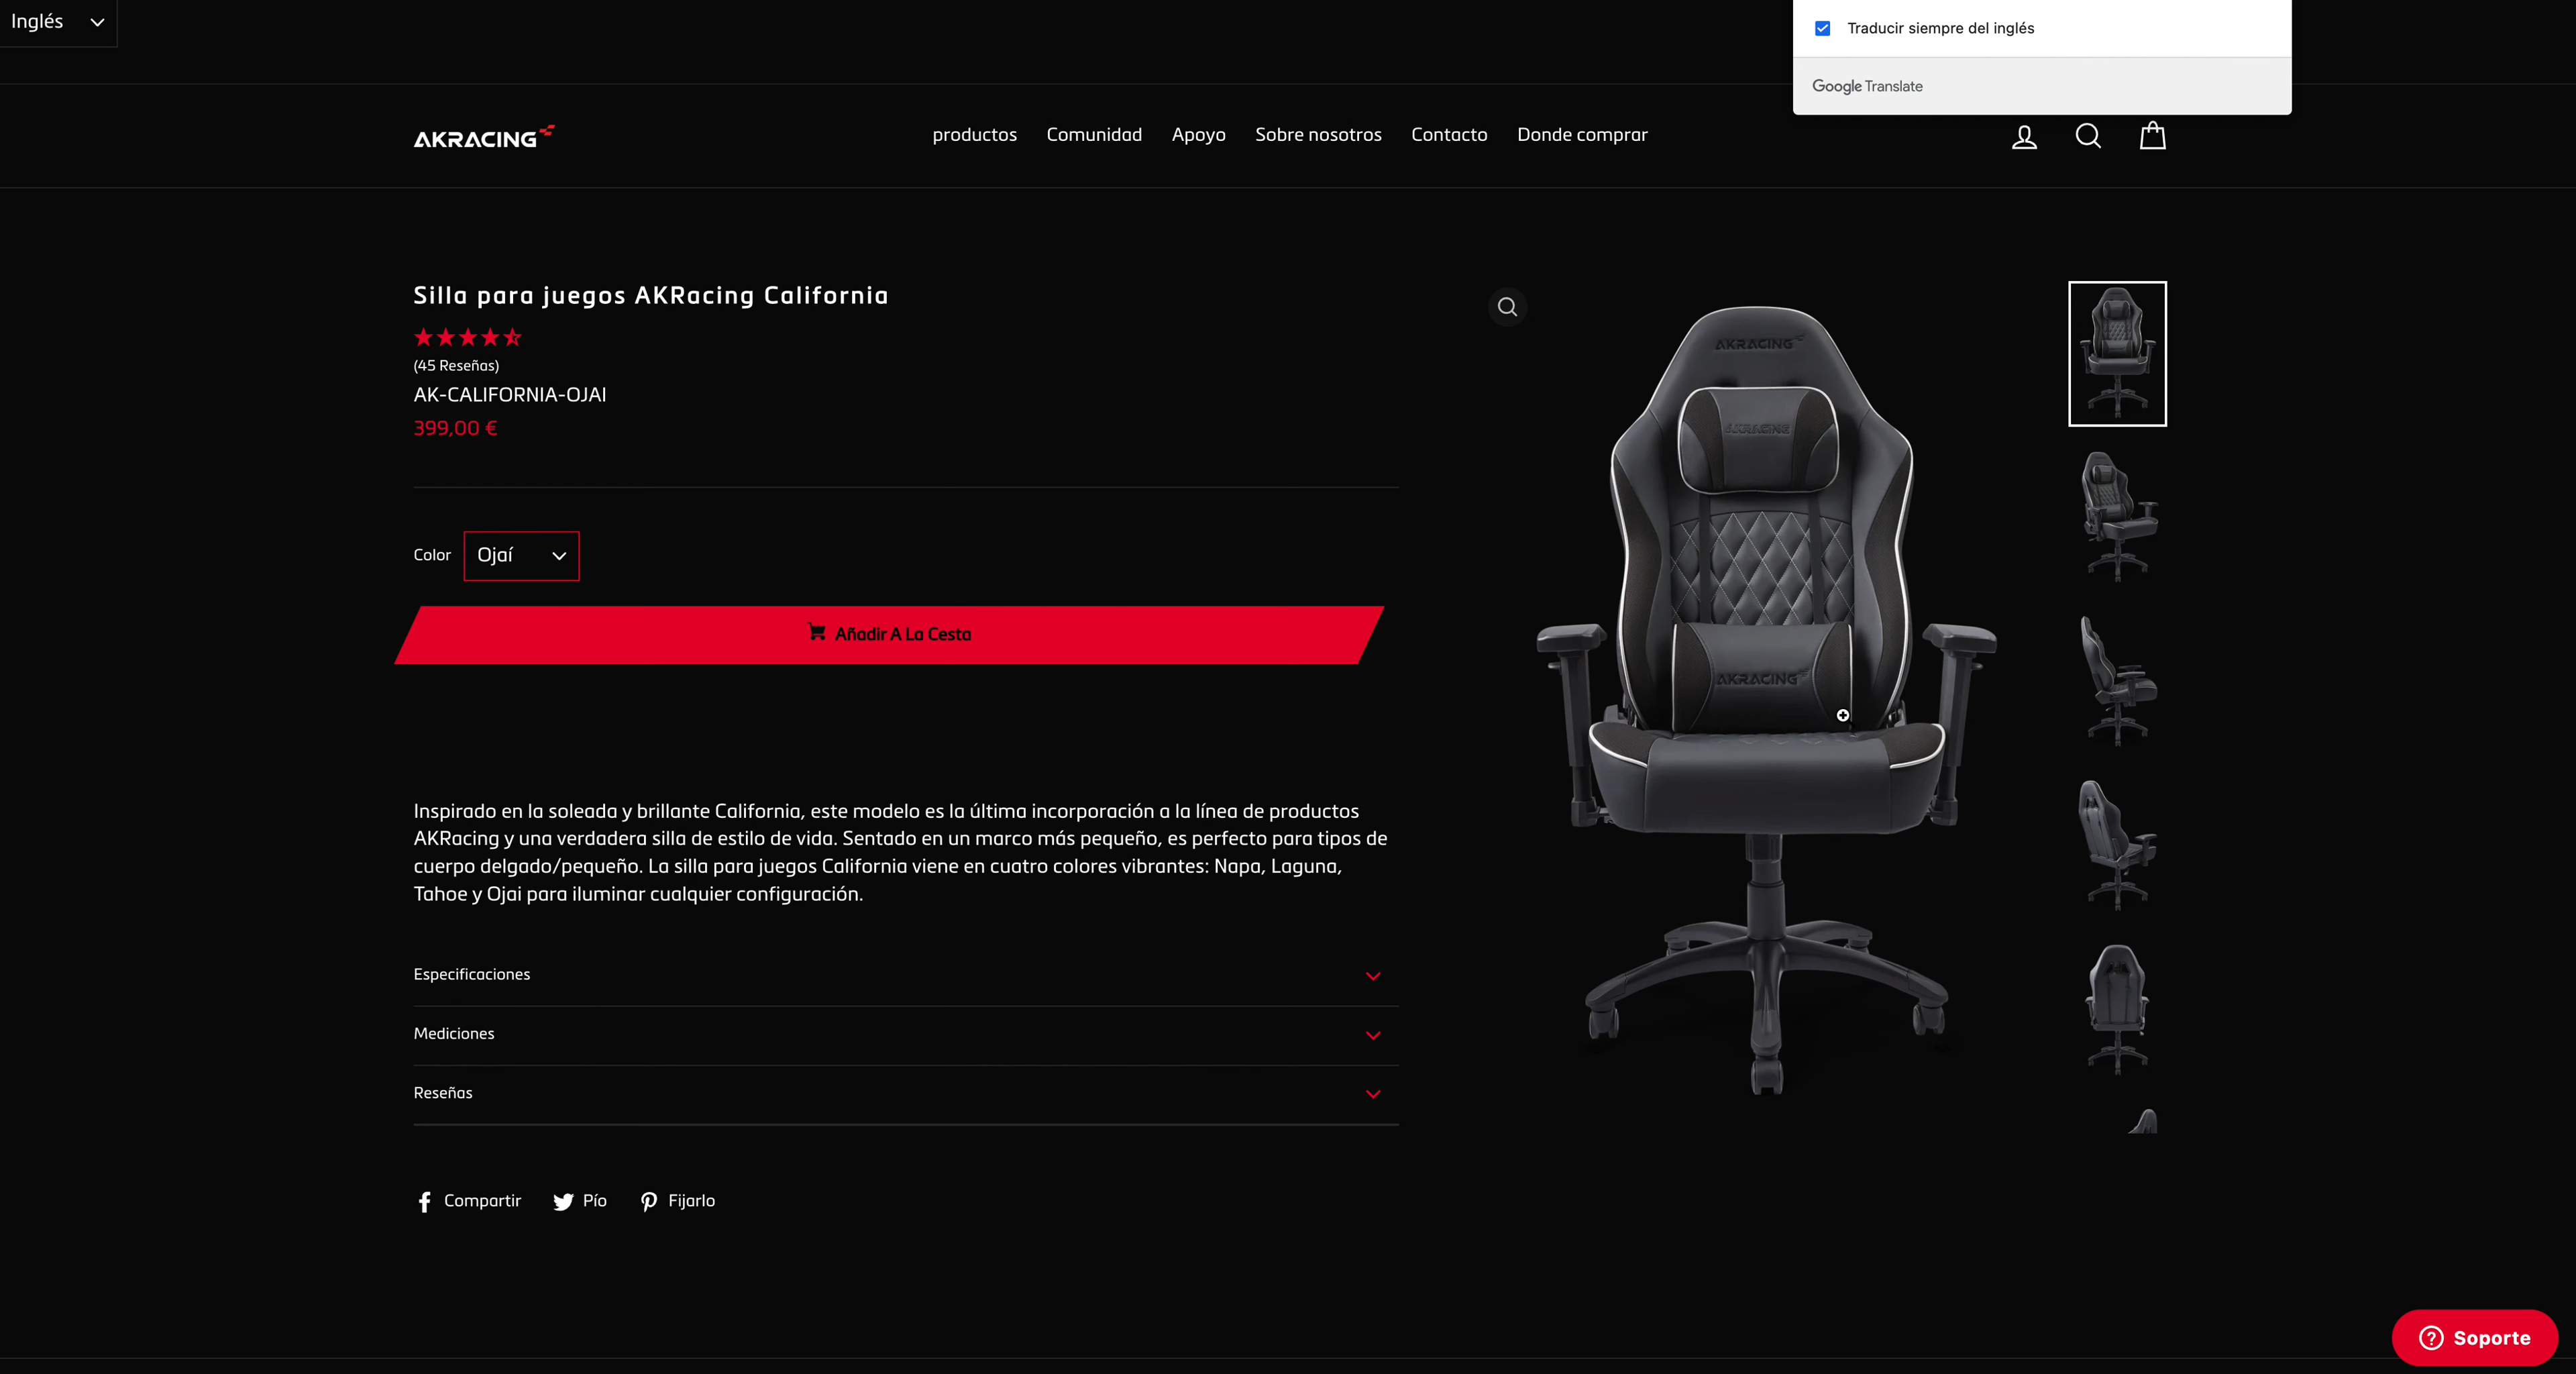 Inglés
Traducir siempre del inglés
Google Translate
AKRACING
productos Comunidad Apoyo Sobre nosotros Contacto Donde comprar
Silla para juegos AKRacing California
(45 Reseñas)
AK-CALIFORNIA-OJAI
399,00 €
Color Ojaí
Añadir A La Cesta
Inspirado en la soleada y brillante California, este modelo es la última incorporación a la línea de productos
AKRacing y una verdadera silla de estilo de vida. Sentado en un marco más pequeño, es perfecto para tipos de
cuerpo delgado/pequeño. La silla para juegos California viene en cuatro colores vibrantes: Napa, Laguna,
Tahoe y Ojai para iluminar cualquier configuración.
Especificaciones
Mediciones
Reseñas
Compartir Pío Fijarlo
AKRACING
AKRACING
AKRACING
Soporte